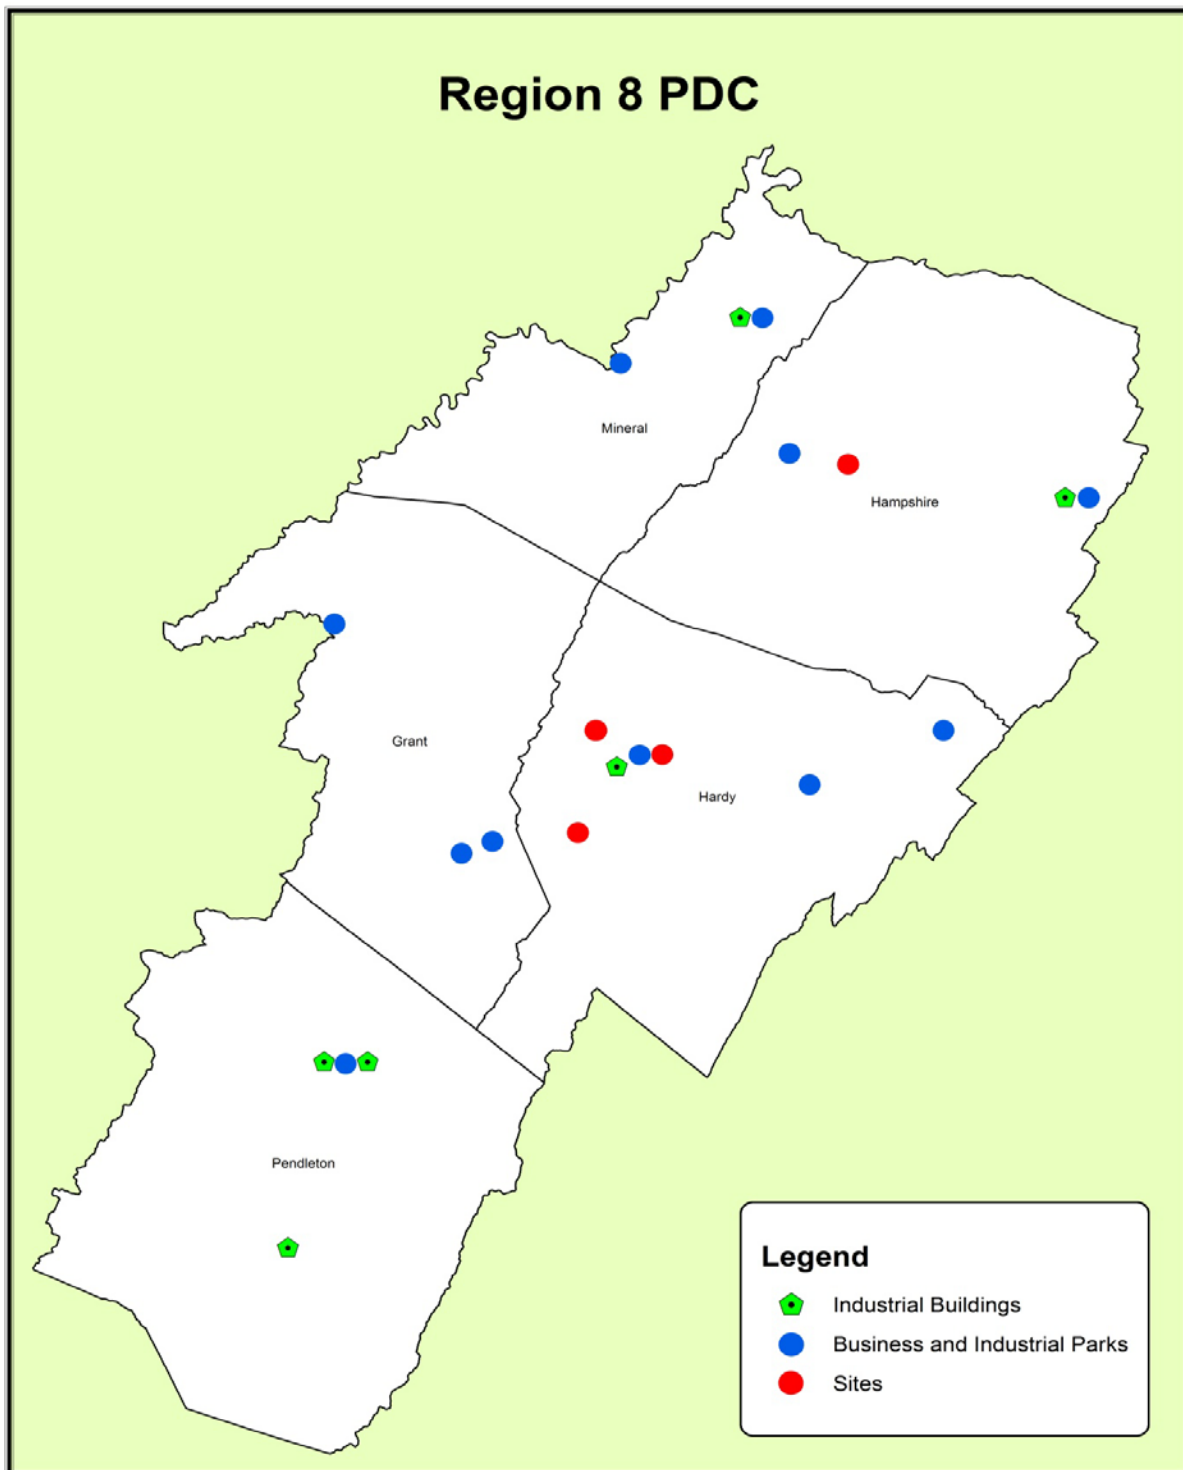 Region 8 PDC
Mineral
Hampshire
Grant
Hardy
Pendleton
Legend
Industrial Buildings
Business and Industrial Parks
Sites